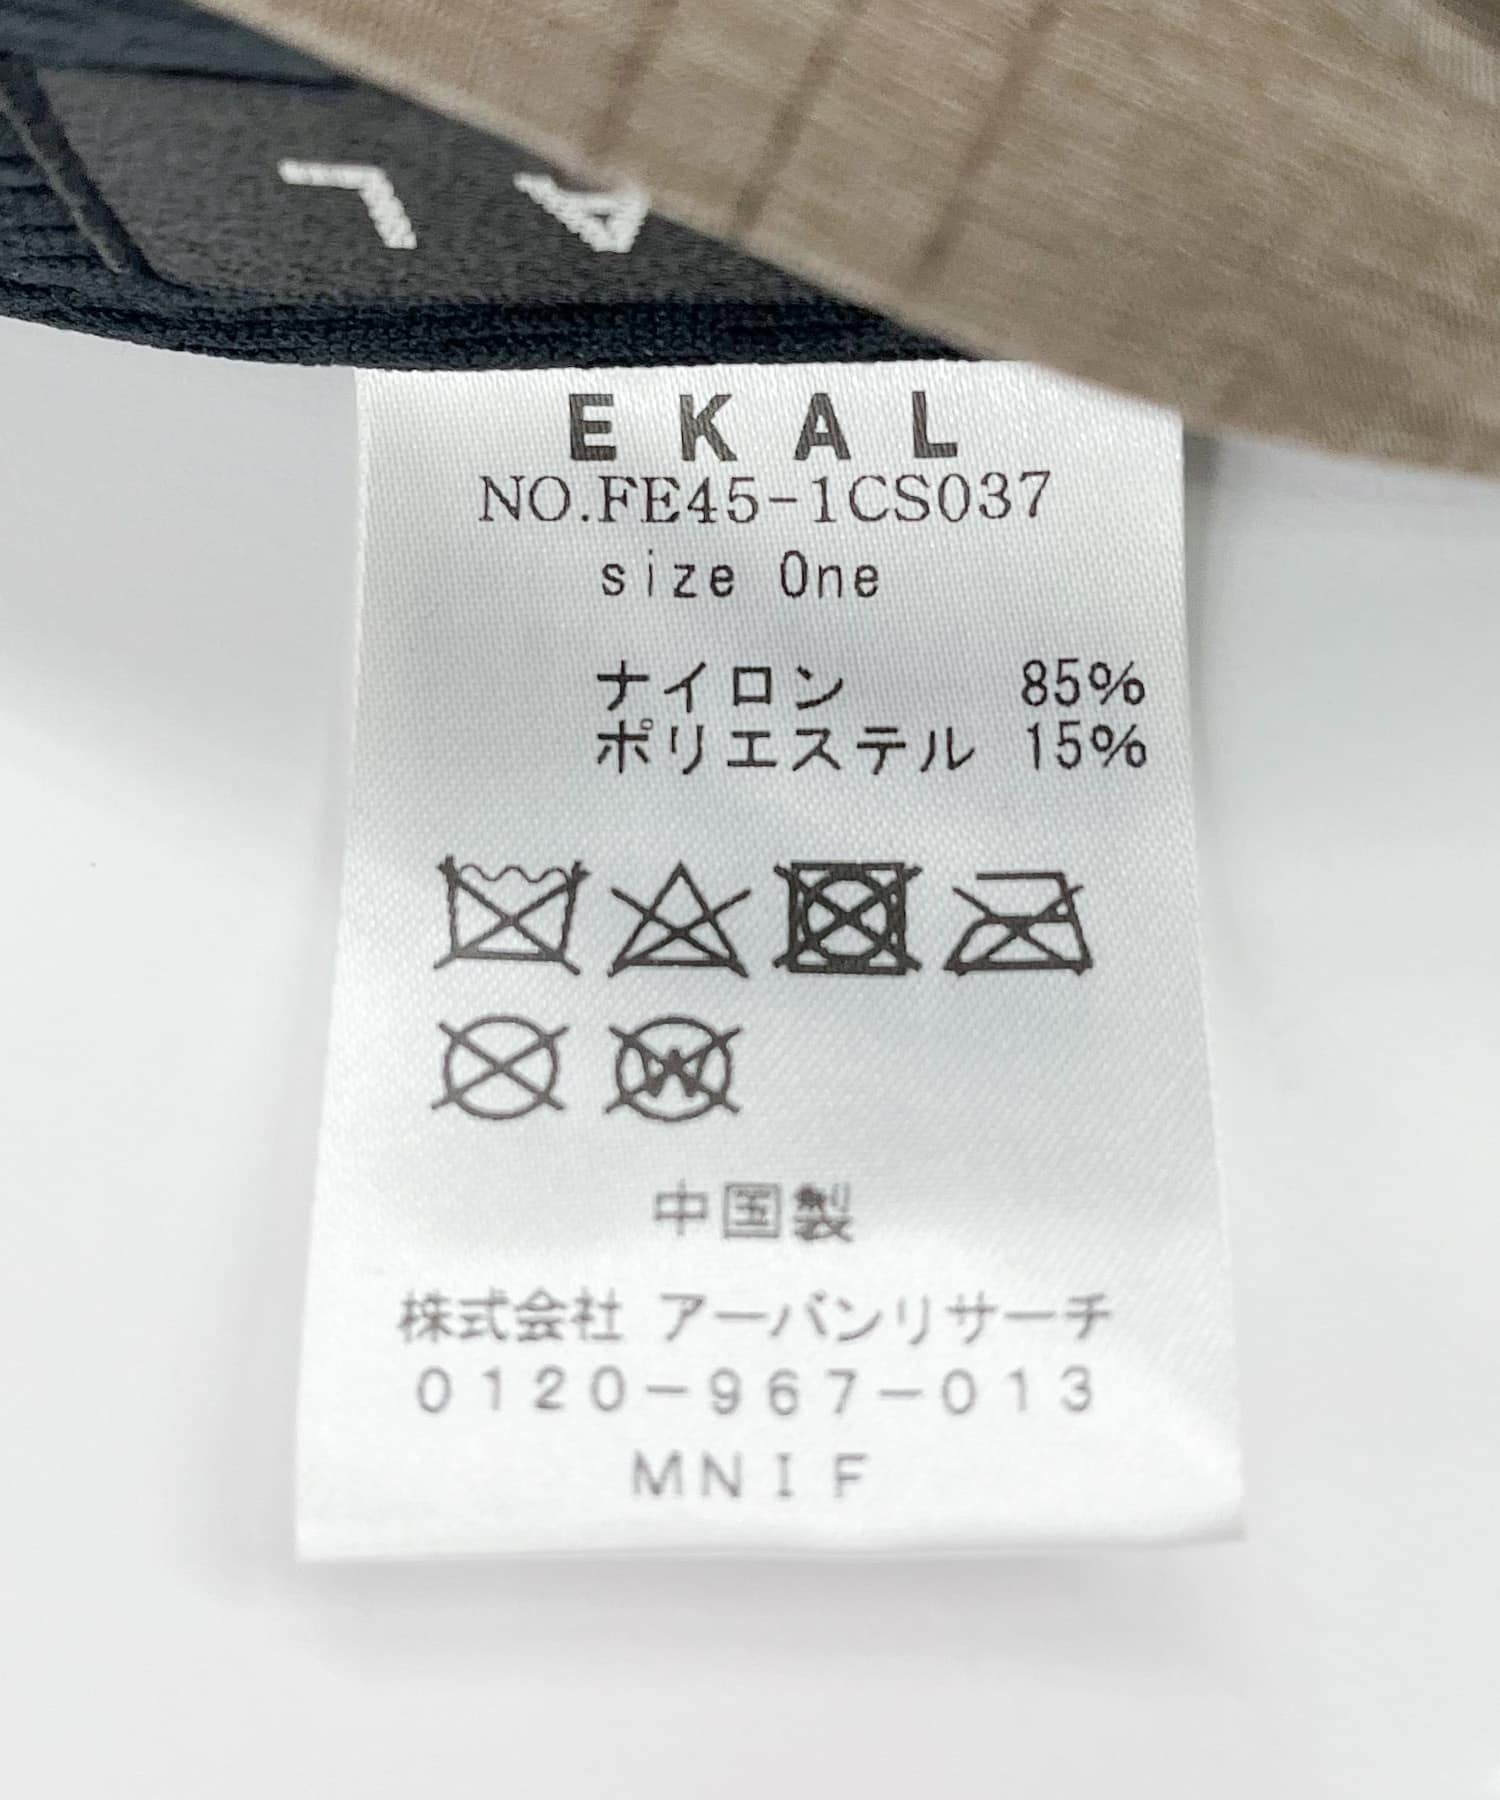 AL
EKAL
NO.FE45-1CS037
size One
ナイロン 85%
ポリエステル 15%
W
中国製
株式会社 アーバンリサーチ
0120-967-013
MNIF